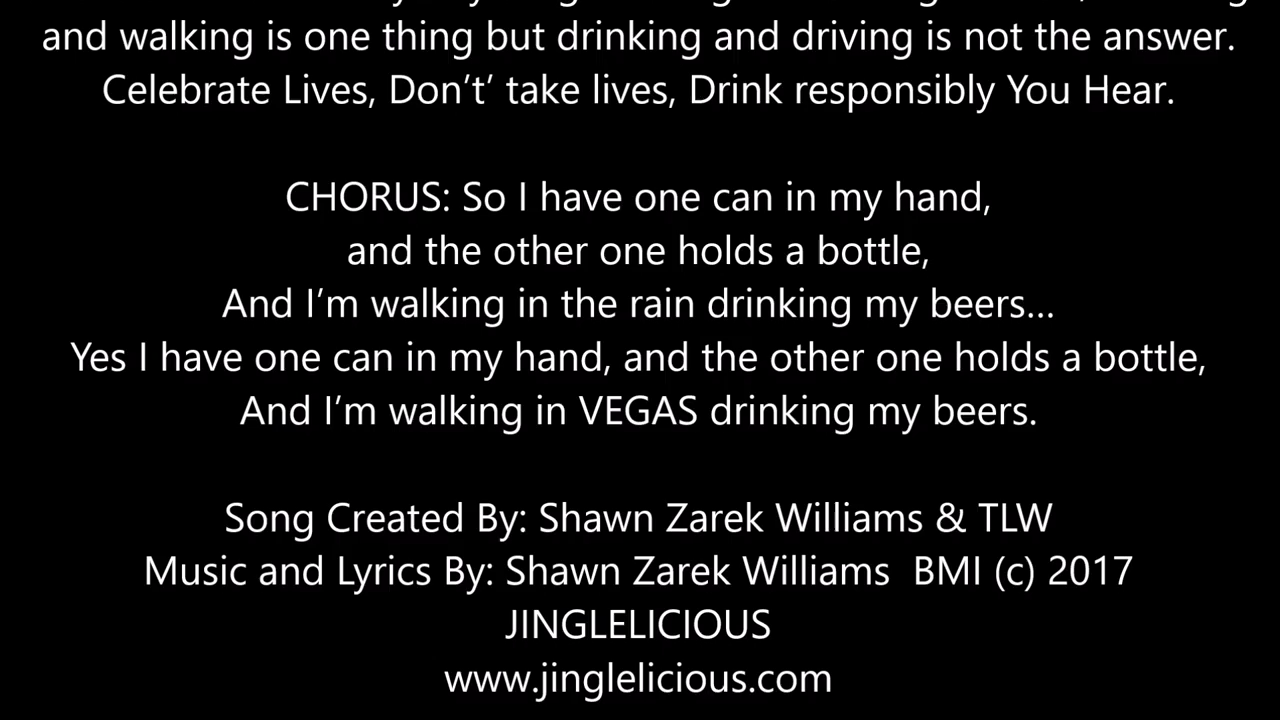 and walking is one thing but drinking and driving is not the answer.
Celebrate Lives, Don’t’ take lives, Drink responsibly You Hear.
CHORUS: So I have one can in my hand,
and the other one holds a bottle,
And I’m walking in the rain drinking my beers...
Yes I have one can in my hand, and the other one holds a bottle,
And I’m walking in VEGAS drinking my beers.
Song Created By: Shawn Zarek Williams & TLW
Music and Lyrics By: Shawn Zarek Williams  BMI (c) 2017
JINGLELICIOUS
www.jinglelicious.com